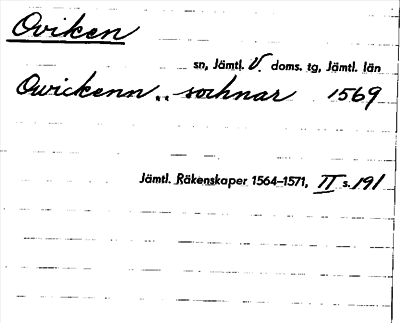 Oviken
sn, Jämtl. V. doms. tg, Jämtl. län
Owickenn .. sochnar 1569
Jämtl. Räkenskaper 1564–1571, II s. 191